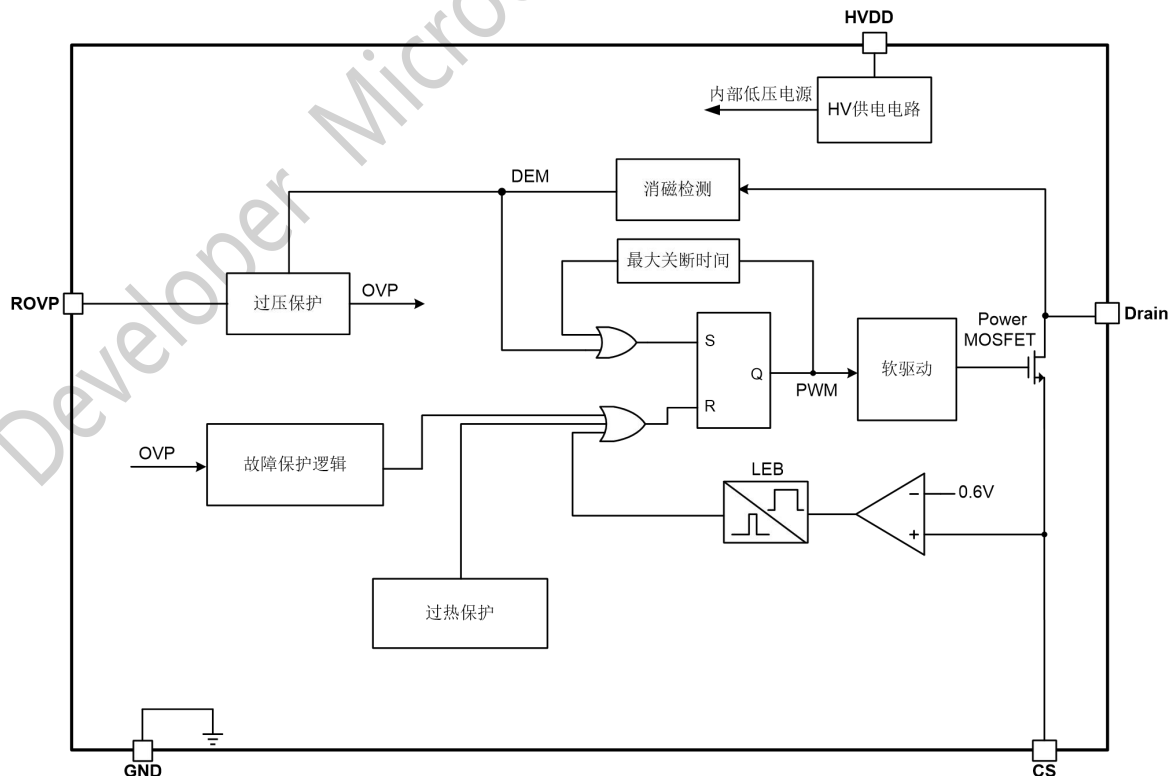 HVDD
内部低压电源
HV供电电路
DEM
消磁检测
最大关断时间
ROVP
过压保护
OVP
Drain
Power
MOSFET
S
Q
R
PWM
软驱动
OVP
故障保护逻辑
LEB
−
0.6V
+
过热保护
GND
CS
Developer